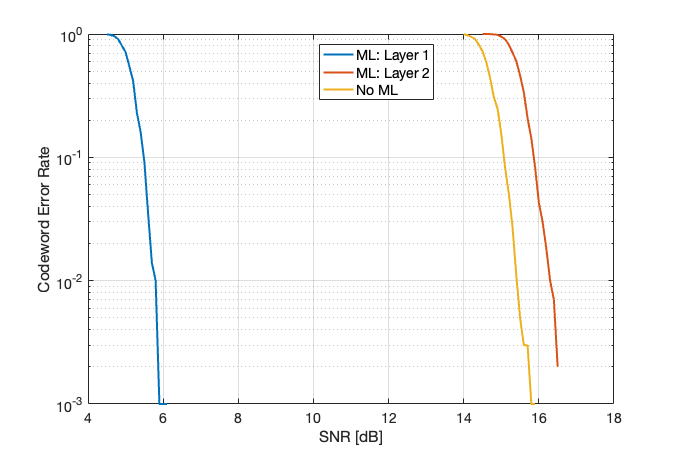 10^0
10^-1
10^-2
10^-3
Codeword Error Rate
ML: Layer 1
ML: Layer 2
No ML
4 6 8 10 12 14 16 18
SNR [dB]